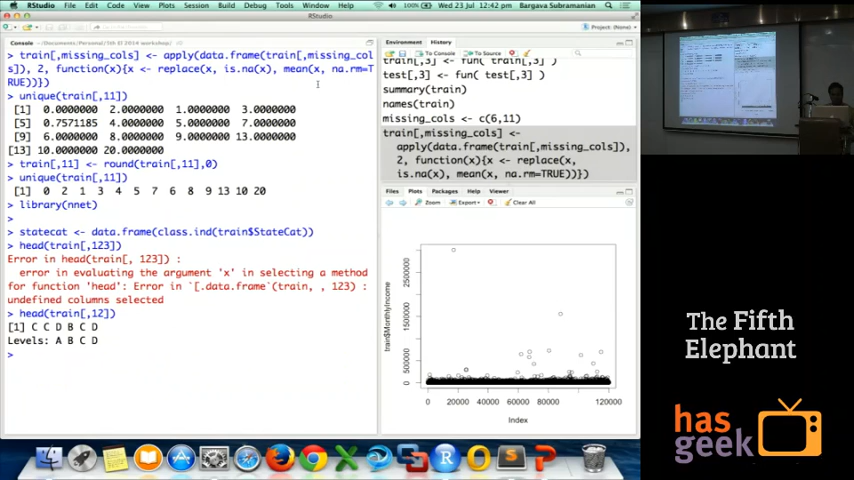 RStudio File Edit Code View Plots Session Build Debug Tools Window Help Wed 23 Jul 12:42 pm Bargava Subramanian
RStudio
Project: (None)
Console ~/Documents/Personal/5th El 2014 workshop/
> train[,missing_cols] <- apply(data.frame(train[,missing_col
s]), 2, function(x){x <- replace(x, is.na(x), mean(x, na.rm=T
RUE))})
> unique(train[,11])
[1] 0.0000000 2.0000000 1.0000000 3.0000000
[5] 0.7571185 4.0000000 5.0000000 7.0000000
[9] 6.0000000 8.0000000 9.0000000 13.0000000
[13] 10.0000000 20.0000000
> train[,11] <- round(train[,11],0)
> unique(train[,11])
[1] 0 2 1 3 4 5 7 6 8 9 13 10 20
> library(nnet)
>
> statecat <- data.frame(class.ind(train$StateCat))
> head(train[,123])
Error in head(train[, 123]) :
error in evaluating the argument 'x' in selecting a method
for function 'head': Error in `[.data.frame`(train, , 123) :
undefined columns selected
> head(train[,12])
[1] C C D B C D
Levels: A B C D
>
Environment History
To Console To Source
train[,3] <- fun( train[,3] )
test[,3] <- fun( test[,3] )
summary(train)
names(train)
missing_cols <- c(6,11)
train[,missing_cols] <-
apply(data.frame(train[,missing_cols]),
2, function(x){x <- replace(x,
is.na(x), mean(x, na.rm=TRUE))})
Files Plots Packages Help Viewer
Zoom Export Clear All
train$MonthlyIncome
0 500000 1500000 2500000
0 20000 40000 60000 80000 120000
Index
The Fifth
Elephant
has
geek